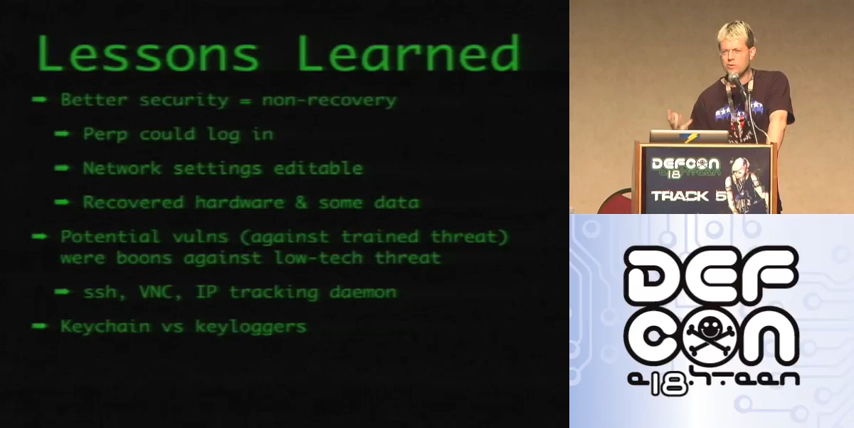 Lessons Learned
Better security = non-recovery
Perp could log in
Network settings editable
Recovered hardware & some data
Potential vulns (against trained threat)
were boons against low-tech threat
ssh, VNC, IP tracking daemon
Keychain vs keyloggers
DEFCON
18
TRACK 5
DEF
CON
18